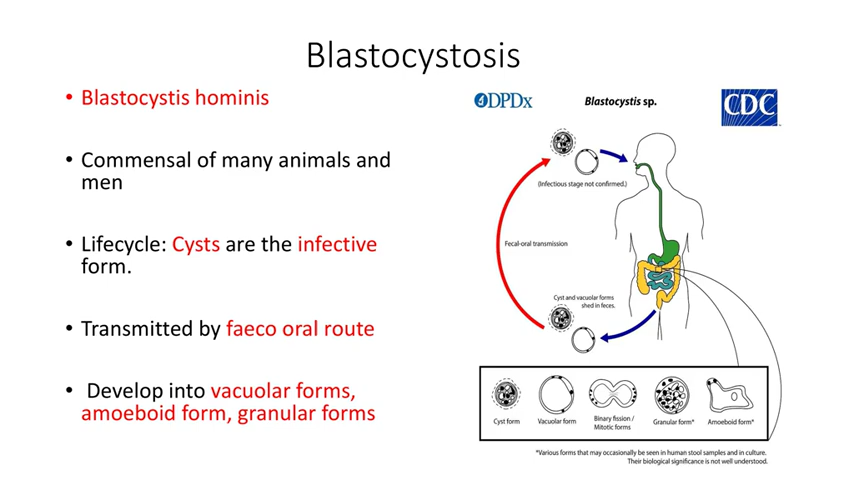 Blastocystosis
• Blastocystis hominis
• Commensal of many animals and
men
• Lifecycle: Cysts are the infective
form.
• Transmitted by faeco oral route
• Develop into vacuolar forms,
amoeboid form, granular forms
DPDx
Blastocystis sp.
CDC
(Infectious stage not confirmed.)
Fecal-oral transmission
Cyst and vacuolar forms
shed in feces.
Cyst form
Vacuolar form
Binary fission /
Mitotic forms
Granular form*
Amoeboid form*
*Various forms that may occasionally be seen in human stool samples and in culture.
Their biological significance is not well understood.